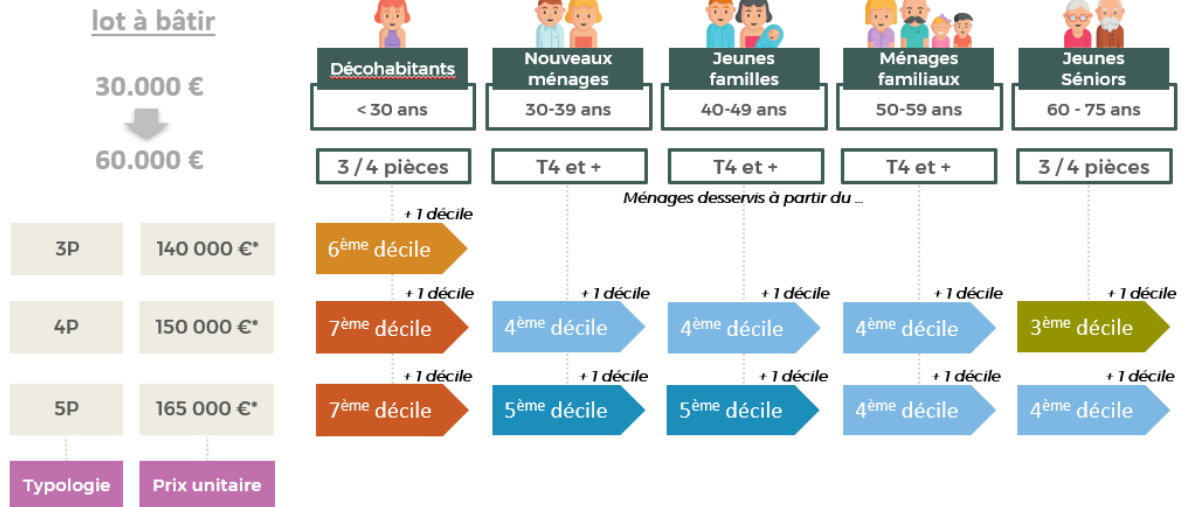 lot à bâtir
30.000 €
60.000 €
Décohabitants
Nouveaux
ménages
Jeunes
familles
Ménages
familiaux
Jeunes
Séniors
< 30 ans
30-39 ans
40-49 ans
50-59 ans
60 - 75 ans
3 / 4 pièces
T4 et +
T4 et +
T4 et +
3 / 4 pièces
Ménages desservis à partir du ...
+ 1 décile
3P
140 000 €*
6ème décile
+ 1 décile
+ 1 décile
+ 1 décile
+ 1 décile
+ 1 décile
4P
150 000 €*
7ème décile
4ème décile
4ème décile
4ème décile
3ème décile
+ 1 décile
+ 1 décile
+ 1 décile
+ 1 décile
+ 1 décile
5P
165 000 €*
7ème décile
5ème décile
5ème décile
4ème décile
4ème décile
Typologie
Prix unitaire